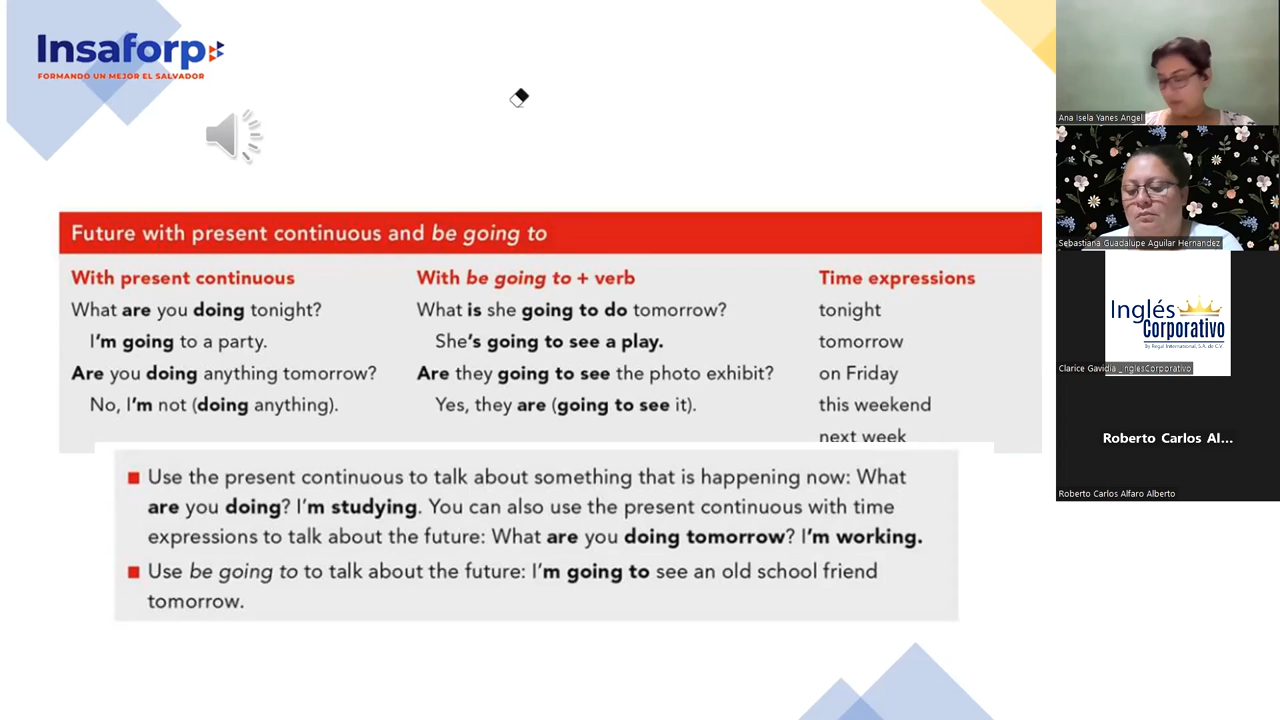 Insaforp
FORMANDO UN MEJOR EL SALVADOR
Future with present continuous and be going to
With present continuous
What are you doing tonight?
I'm going to a party.
Are you doing anything tomorrow?
No, I'm not (doing anything).
With be going to + verb
What is she going to do tomorrow?
She's going to see a play.
Are they going to see the photo exhibit?
Yes, they are (going to see it).
Time expressions
tonight
tomorrow
on Friday
this weekend
next week
Use the present continuous to talk about something that is happening now: What
are you doing? I'm studying. You can also use the present continuous with time
expressions to talk about the future: What are you doing tomorrow? I'm working.
Use be going to to talk about the future: I'm going to see an old school friend
tomorrow.
Ana Isela Yanes Angel
Sebastiana Guadalupe Aguilar Hernandez
Inglés
Corporativo
By Regal International, S.A. de C.V
Clarice Gavidia _InglesCorporativo
Roberto Carlos Al...
Roberto Carlos Alfaro Alberto